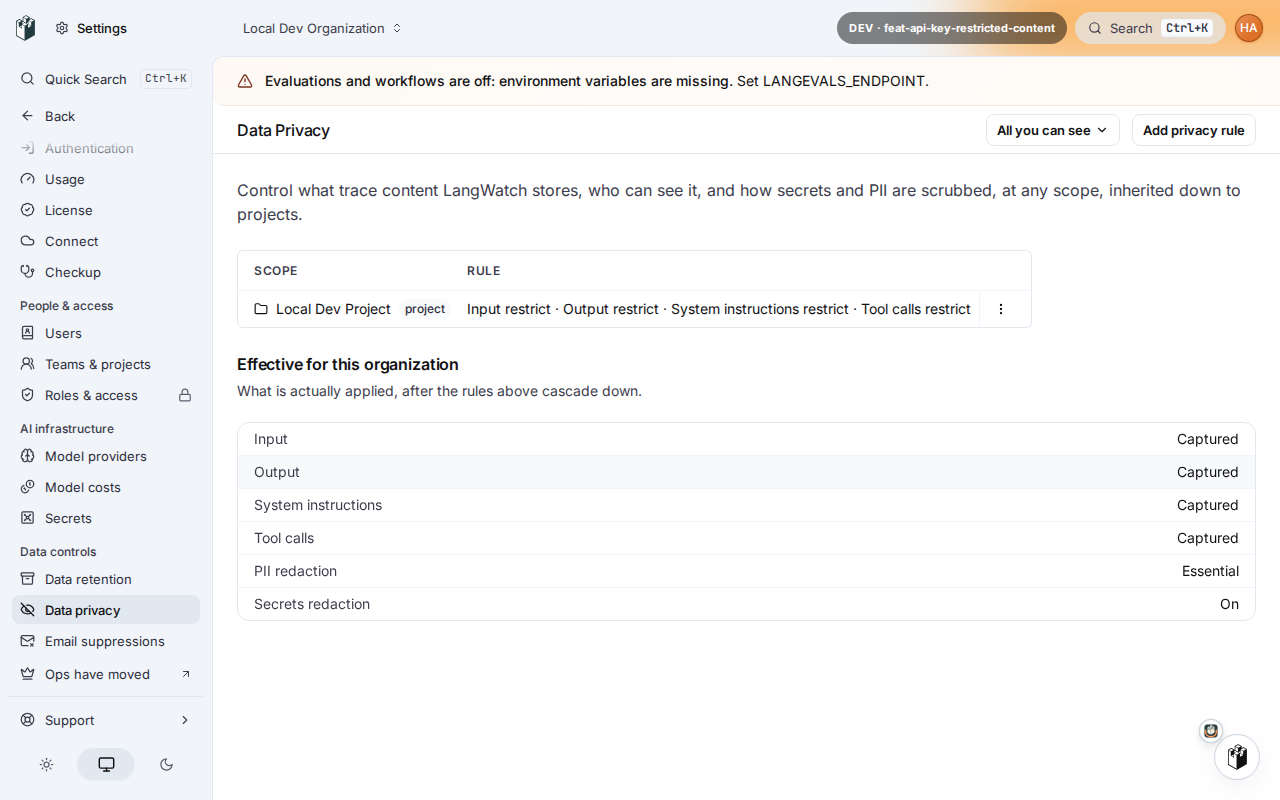 Settings
Local Dev Organization
DEV · feat-api-key-restricted-content
Search Ctrl+K
HA
Quick Search Ctrl+K
Back
Authentication
Usage
License
Connect
Checkup
People & access
Users
Teams & projects
Roles & access
AI infrastructure
Model providers
Model costs
Secrets
Data controls
Data retention
Data privacy
Email suppressions
Ops have moved
Support
Evaluations and workflows are off: environment variables are missing. Set LANGEVALS_ENDPOINT.
Data Privacy
All you can see
Add privacy rule
Control what trace content LangWatch stores, who can see it, and how secrets and PII are scrubbed, at any scope, inherited down to
projects.
SCOPE RULE
Local Dev Project project Input restrict · Output restrict · System instructions restrict · Tool calls restrict
Effective for this organization
What is actually applied, after the rules above cascade down.
Input Captured
Output Captured
System instructions Captured
Tool calls Captured
PII redaction Essential
Secrets redaction On